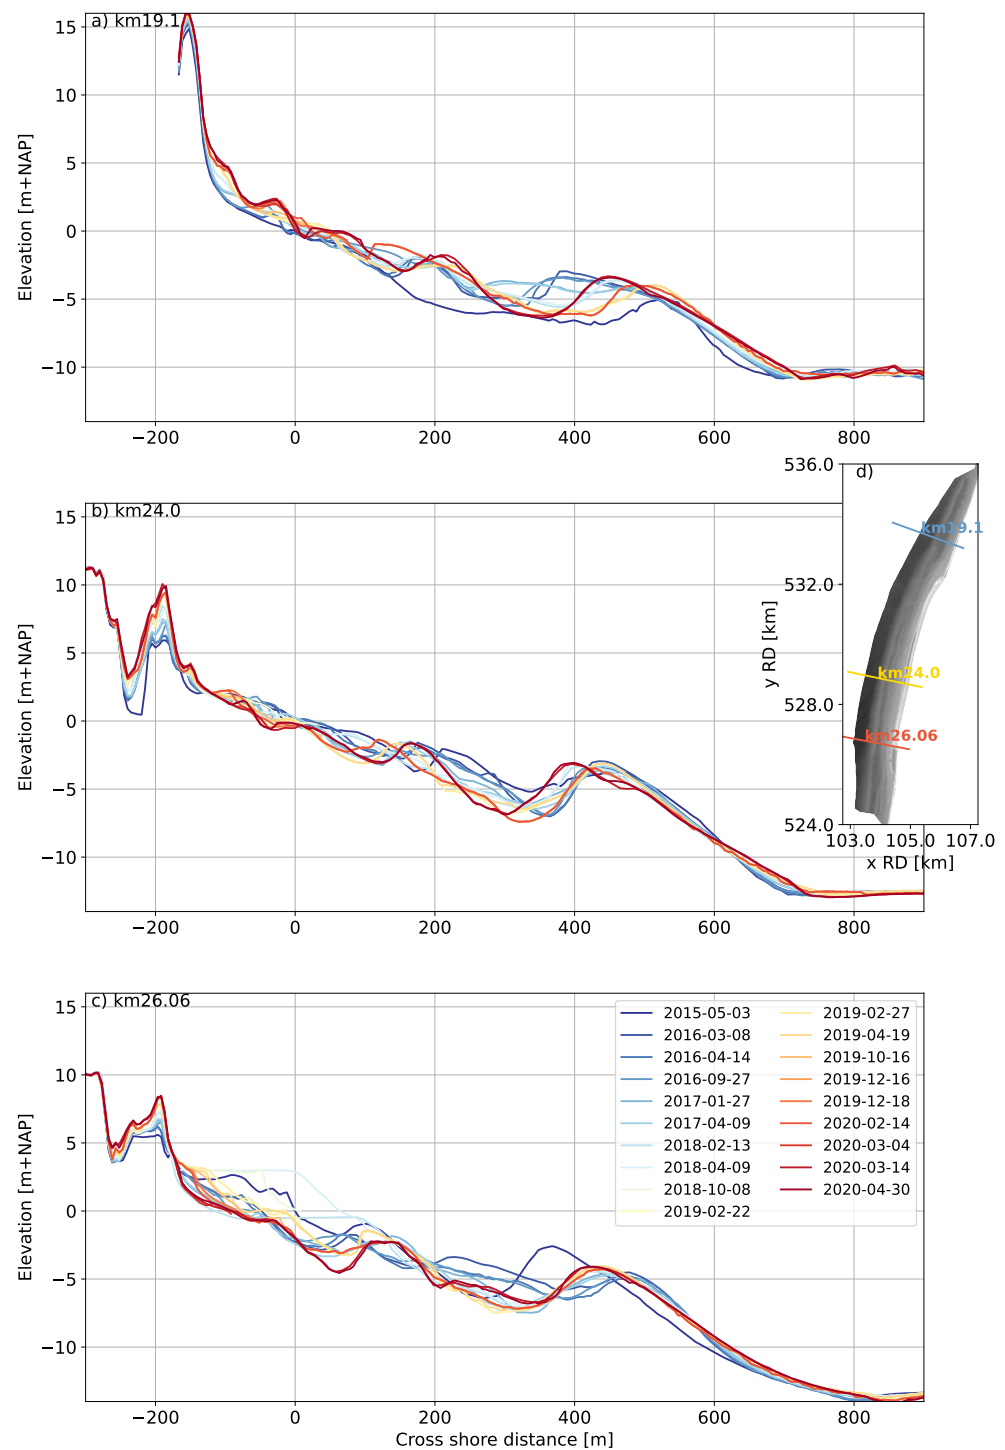 a) km19.1
15
10
5
0
−5
−10
Elevation [m+NAP]
−200 0 200 400 600 800
b) km24.0
15
10
5
0
−5
−10
Elevation [m+NAP]
−200 0 200 400 600 800
d)
536.0
532.0
528.0
524.0
y RD [km]
km19.1
km24.0
km26.06
103.0 105.0 107.0
x RD [km]
c) km26.06
15
10
5
0
−5
−10
Elevation [m+NAP]
2015-05-03
2016-03-08
2016-04-14
2016-09-27
2017-01-27
2017-04-09
2018-02-13
2018-04-09
2018-10-08
2019-02-22
2019-02-27
2019-04-19
2019-10-16
2019-12-16
2019-12-18
2020-02-14
2020-03-04
2020-03-14
2020-04-30
−200 0 200 400 600 800
Cross shore distance [m]